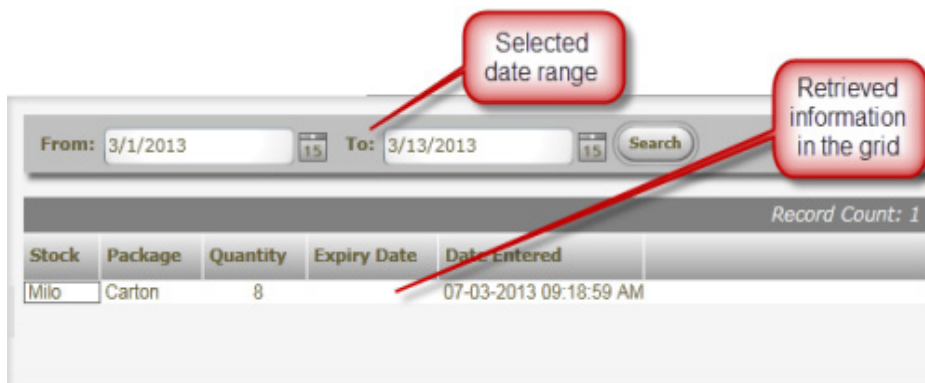 Selected
date range
Retrieved
information
in the grid
From: 3/1/2013 15 To: 3/13/2013 15 Search
Record Count: 1
Stock Package Quantity Expiry Date Date Entered
Milo Carton 8 07-03-2013 09:18:59 AM